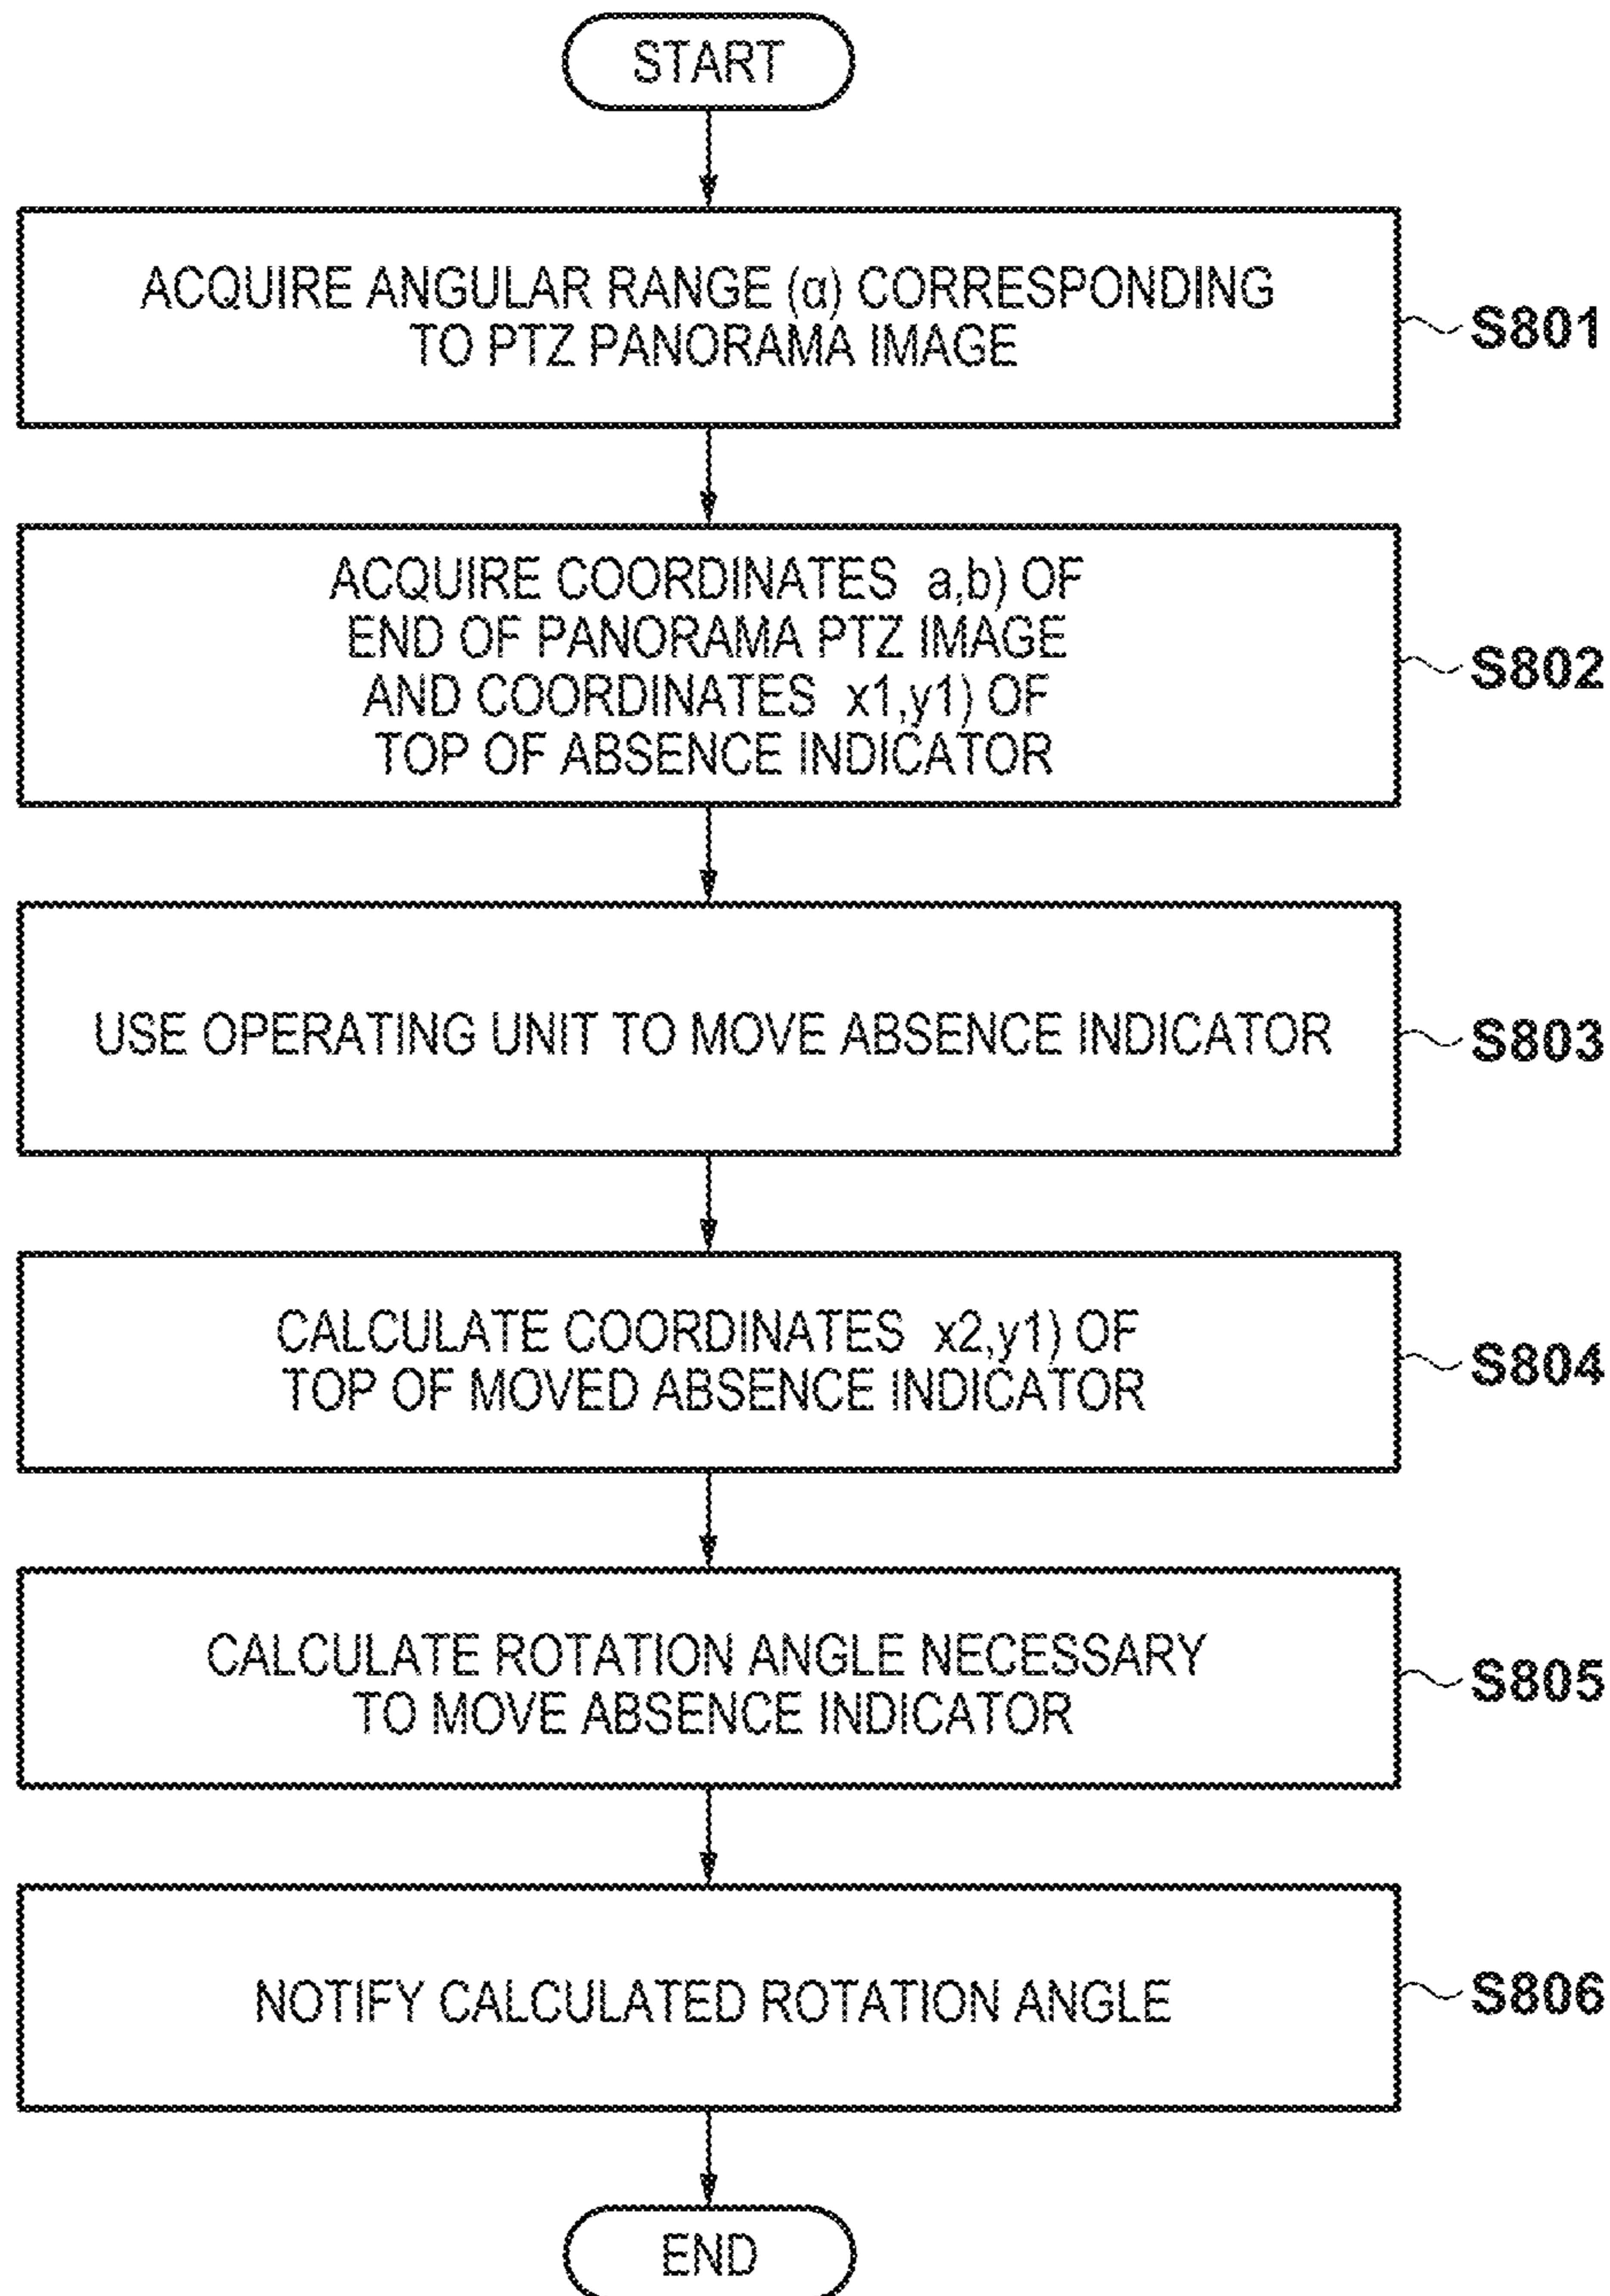 START
ACQUIRE ANGULAR RANGE (α) CORRESPONDING
TO PTZ PANORAMA IMAGE
S801
ACQUIRE COORDINATES a,b) OF
END OF PANORAMA PTZ IMAGE
AND COORDINATES x1,y1) OF
TOP OF ABSENCE INDICATOR
S802
USE OPERATING UNIT TO MOVE ABSENCE INDICATOR
S803
CALCULATE COORDINATES x2,y1) OF
TOP OF MOVED ABSENCE INDICATOR
S804
CALCULATE ROTATION ANGLE NECESSARY
TO MOVE ABSENCE INDICATOR
S805
NOTIFY CALCULATED ROTATION ANGLE
S806
END